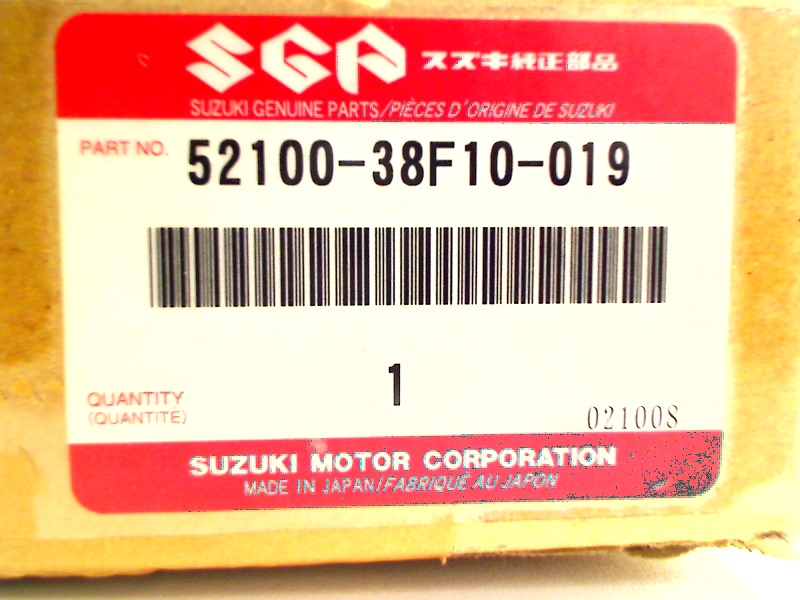 SGP スズキ純正部品
SUZUKI GENUINE PARTS/PIÈCES D'ORIGINE DE SUZUKI
PART NO. 52100-38F10-019
1
QUANTITY
(QUANTITÉ)
021008
SUZUKI MOTOR CORPORATION
MADE IN JAPAN/FABRIQUÉ AU JAPON